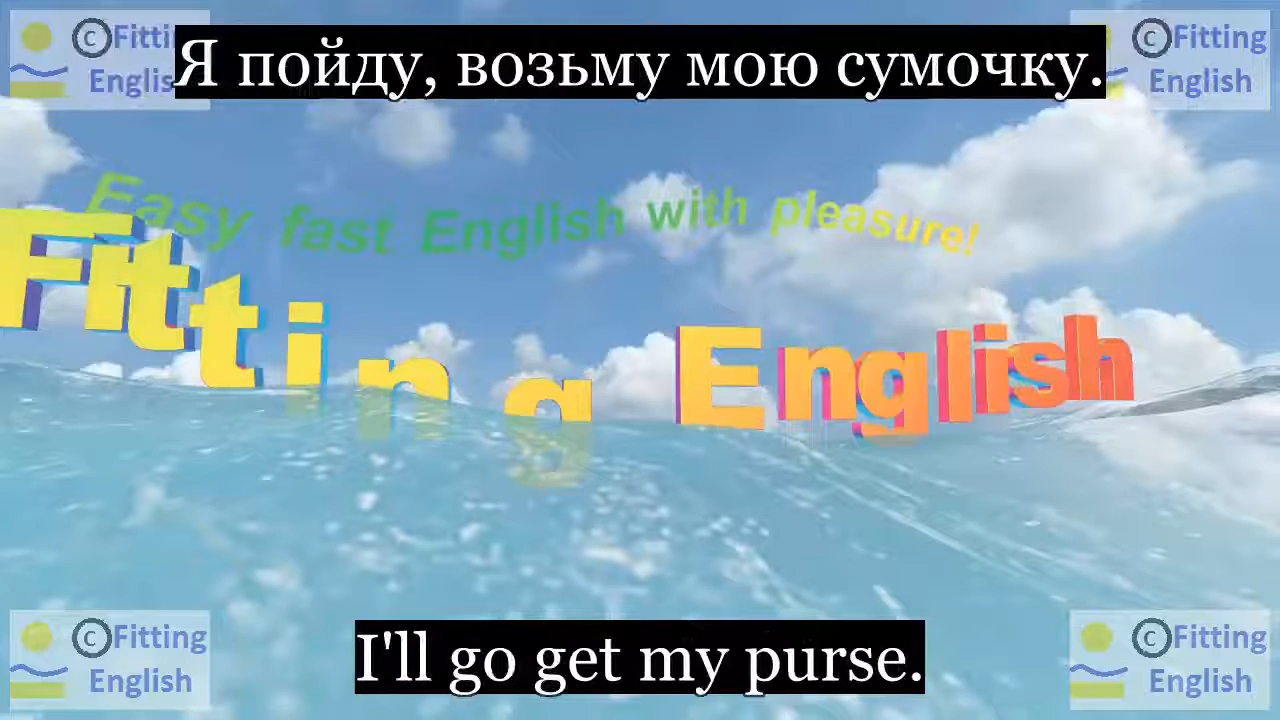 ©Fitting
English
Я пойду, возьму мою сумочку.
©Fitting
English
Easy fast English with pleasure!
Fitting English
©Fitting
English
I'll go get my purse.
©Fitting
English